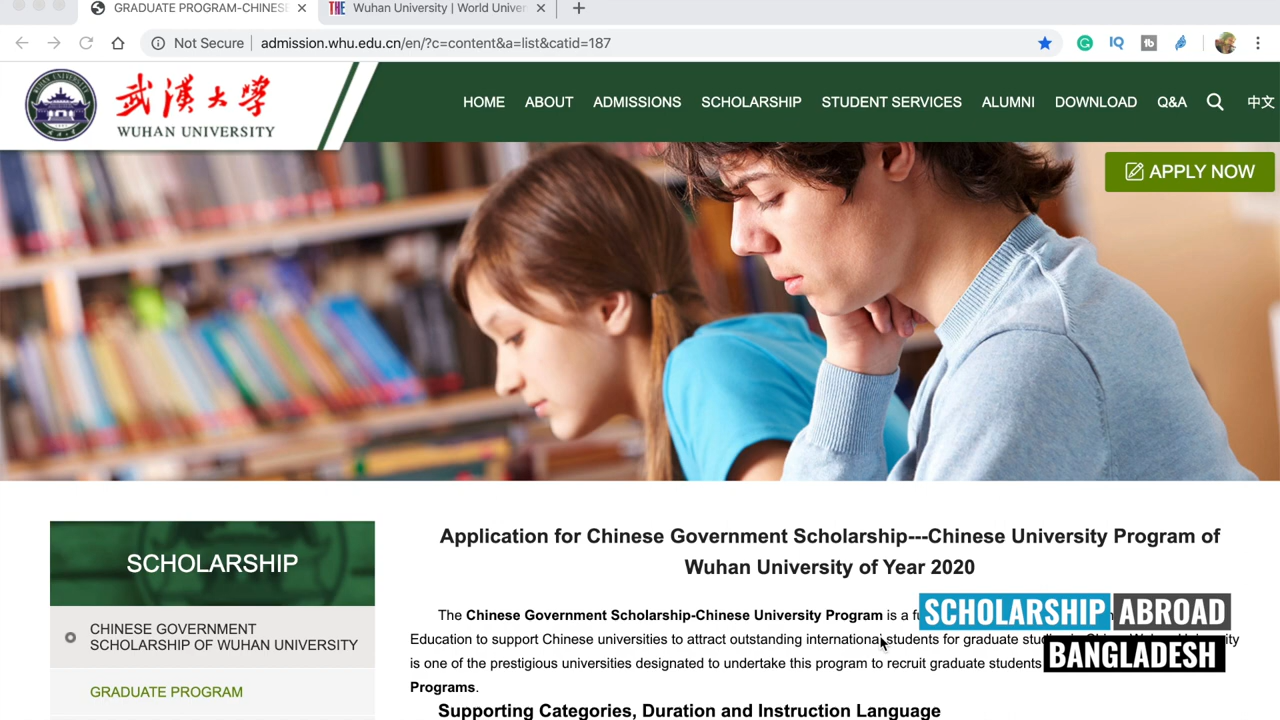 GRADUATE PROGRAM-CHINESE
Wuhan University | World Univer
Not Secure
admission.whu.edu.cn/en/?c=content&a=list&catid=187
武漢大學
WUHAN UNIVERSITY
HOME ABOUT ADMISSIONS SCHOLARSHIP STUDENT SERVICES ALUMNI DOWNLOAD Q&A 中文
APPLY NOW
SCHOLARSHIP
CHINESE GOVERNMENT
SCHOLARSHIP OF WUHAN UNIVERSITY
GRADUATE PROGRAM
Application for Chinese Government Scholarship---Chinese University Program of
Wuhan University of Year 2020
The Chinese Government Scholarship-Chinese University Program is a
Education to support Chinese universities to attract outstanding international students for graduate
is one of the prestigious universities designated to undertake this program to recruit graduate students
Programs.
Supporting Categories, Duration and Instruction Language
SCHOLARSHIP ABROAD
BANGLADESH